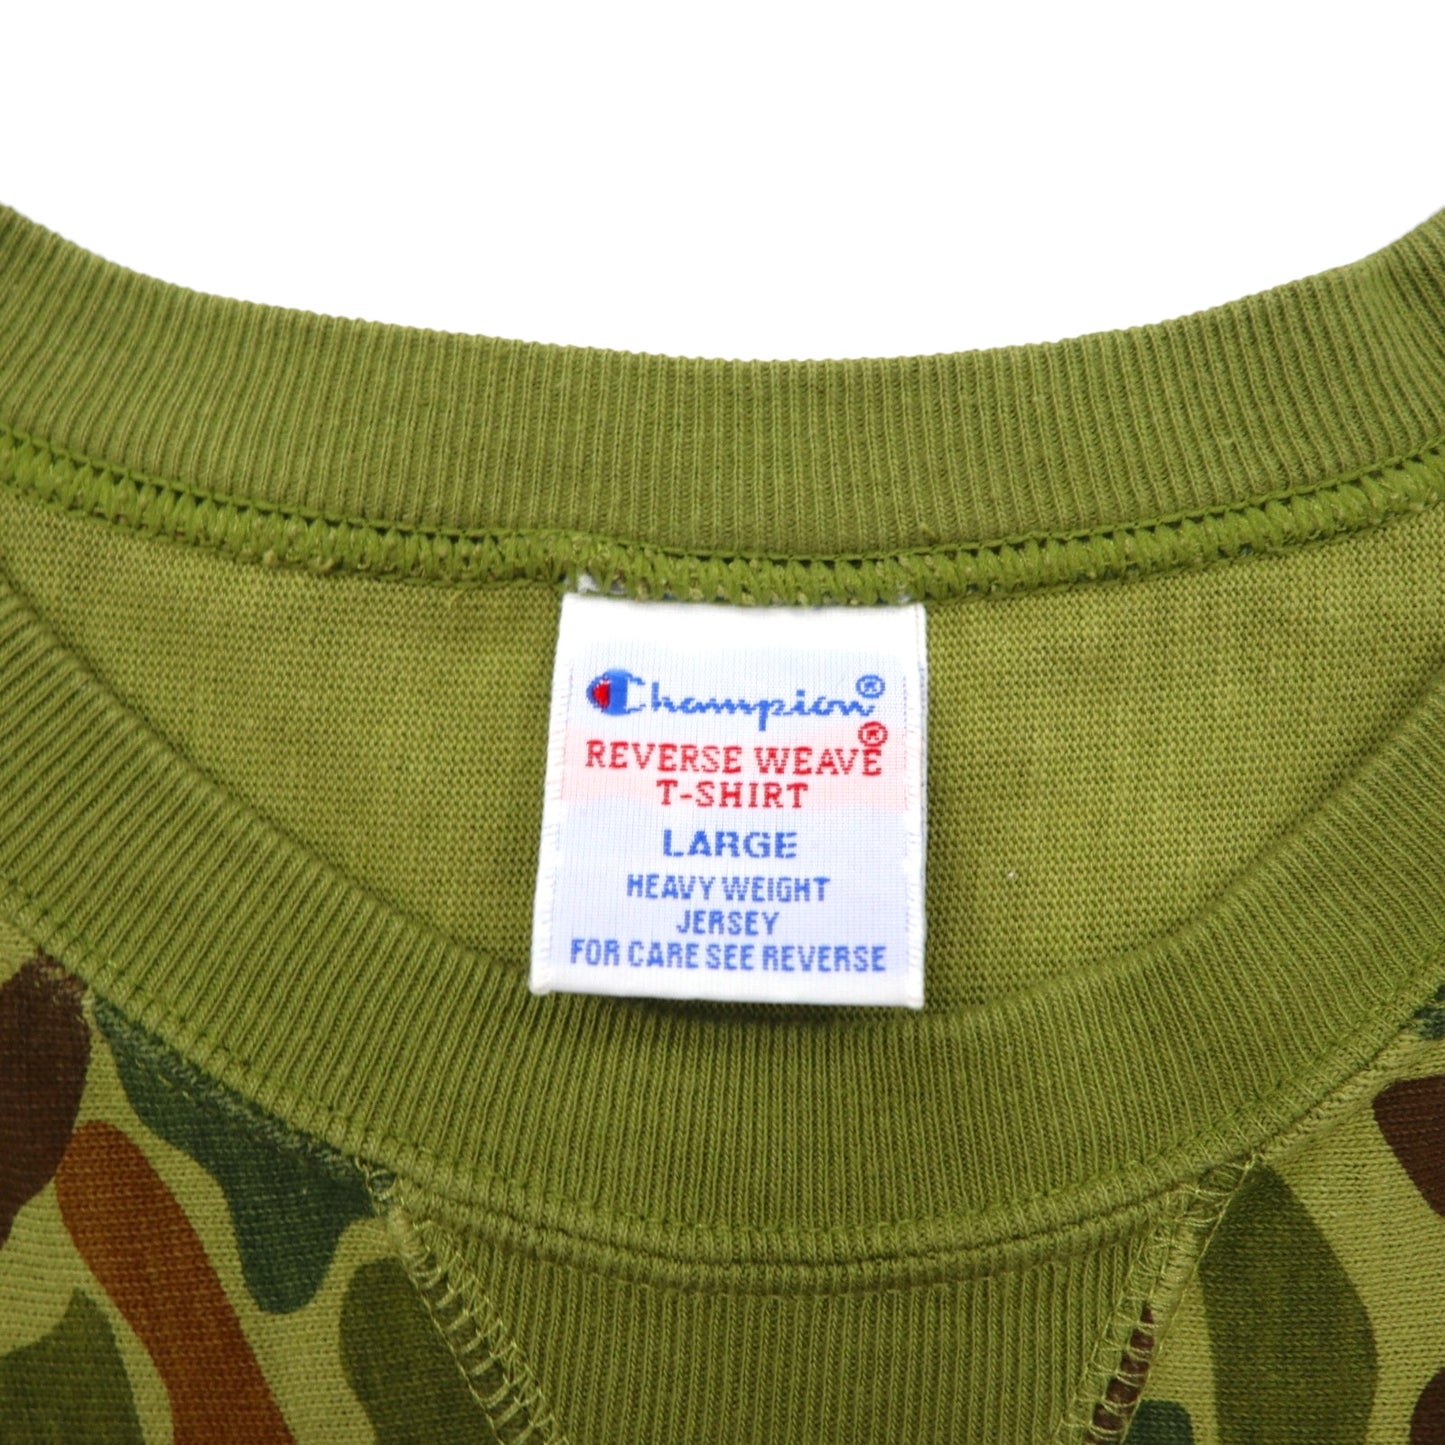 Champion®
REVERSE WEAVE®
T-SHIRT
LARGE
HEAVY WEIGHT
JERSEY
FOR CARE SEE REVERSE